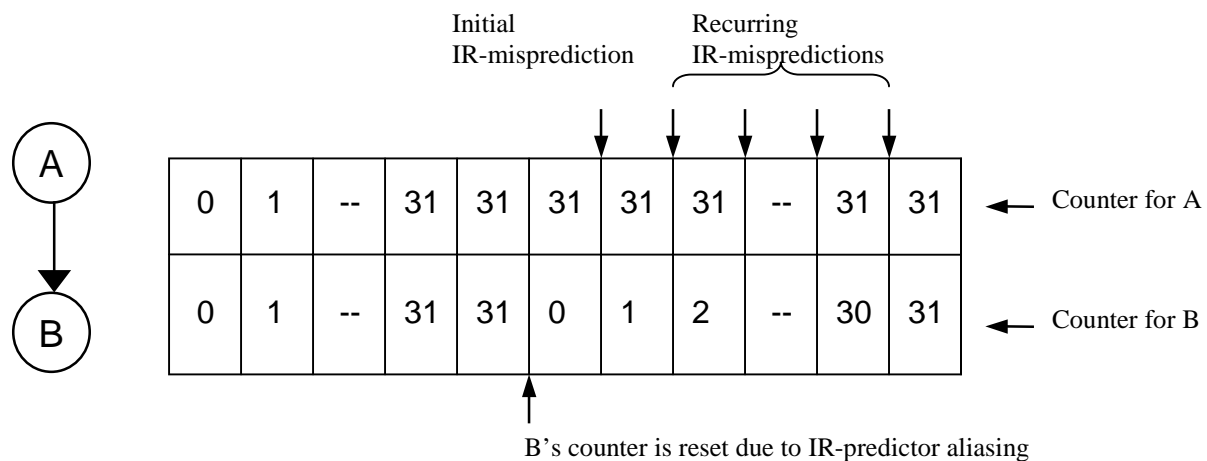 Initial
IR-misprediction
Recurring
IR-mispredictions
A
0 1 -- 31 31 31 31 31 -- 31 31
Counter for A
B
0 1 -- 31 31 0 1 2 -- 30 31
Counter for B
B’s counter is reset due to IR-predictor aliasing